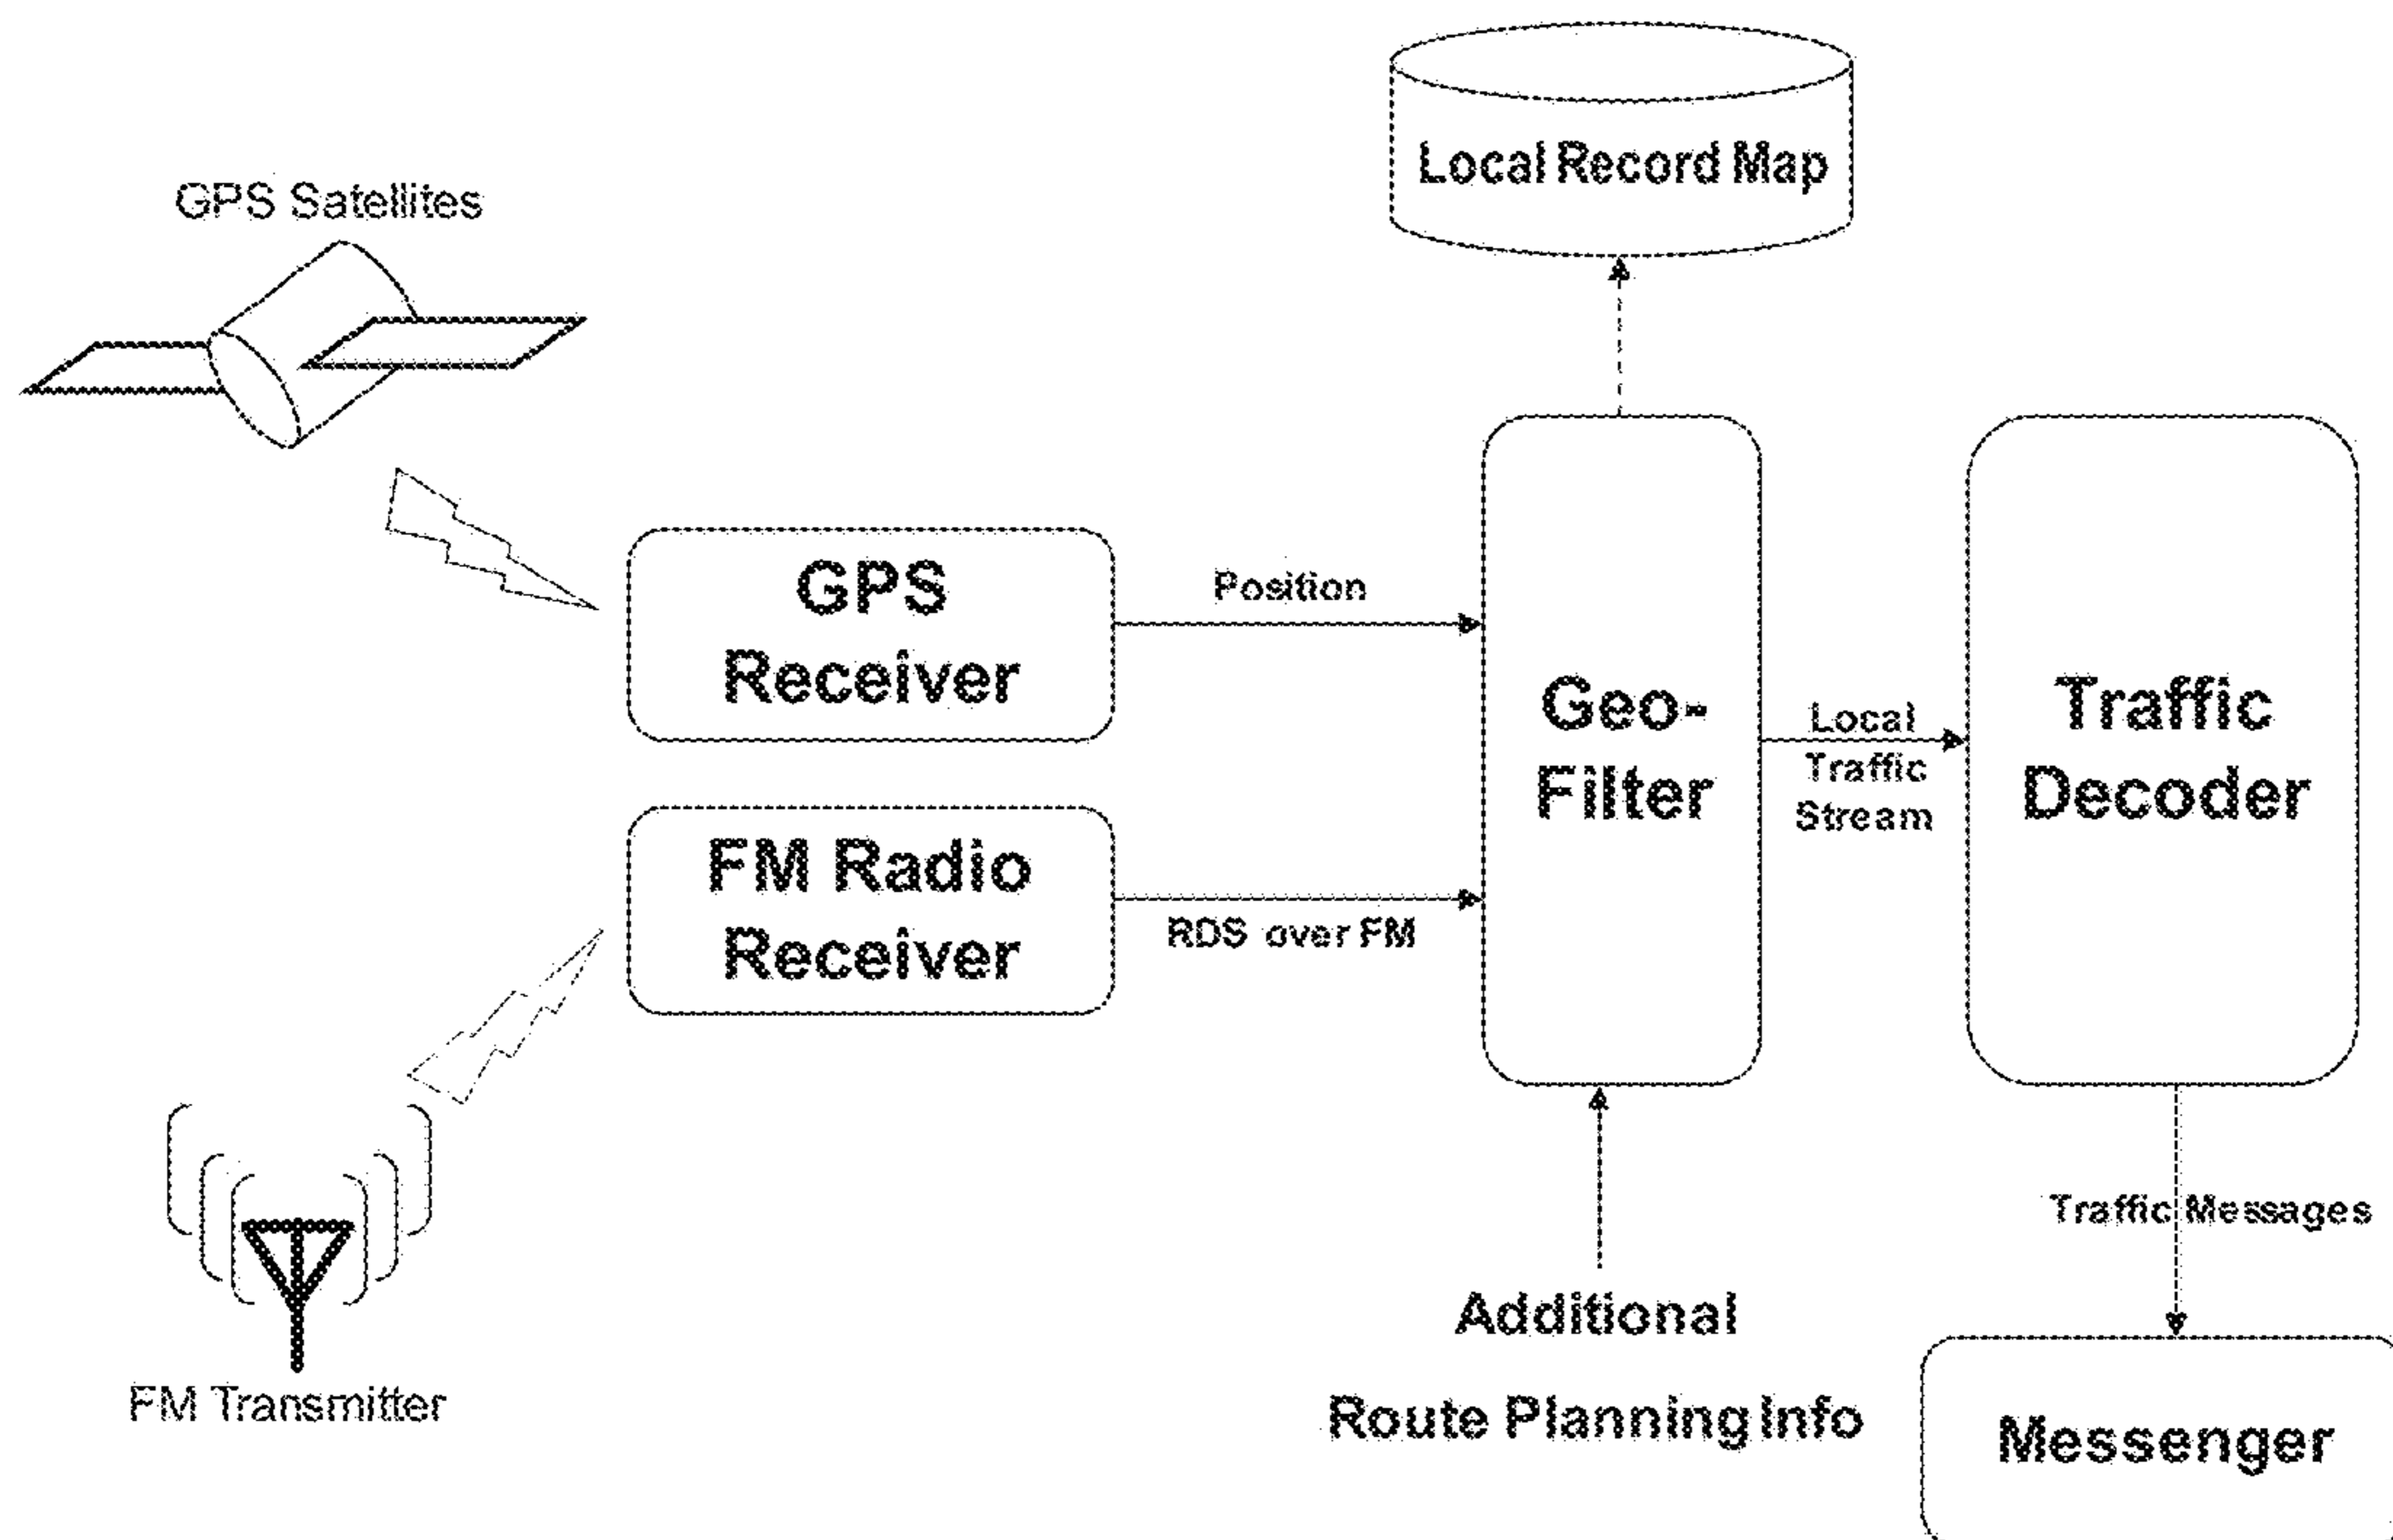 Local Record Map
GPS Satellites
GPS
Receiver
Position
Geo-
Filter
Local
Traffic
Stream
Traffic
Decoder
FM Radio
Receiver
RDS over FM
Traffic Messages
Additional
Route Planning Info
FM Transmitter
Messenger